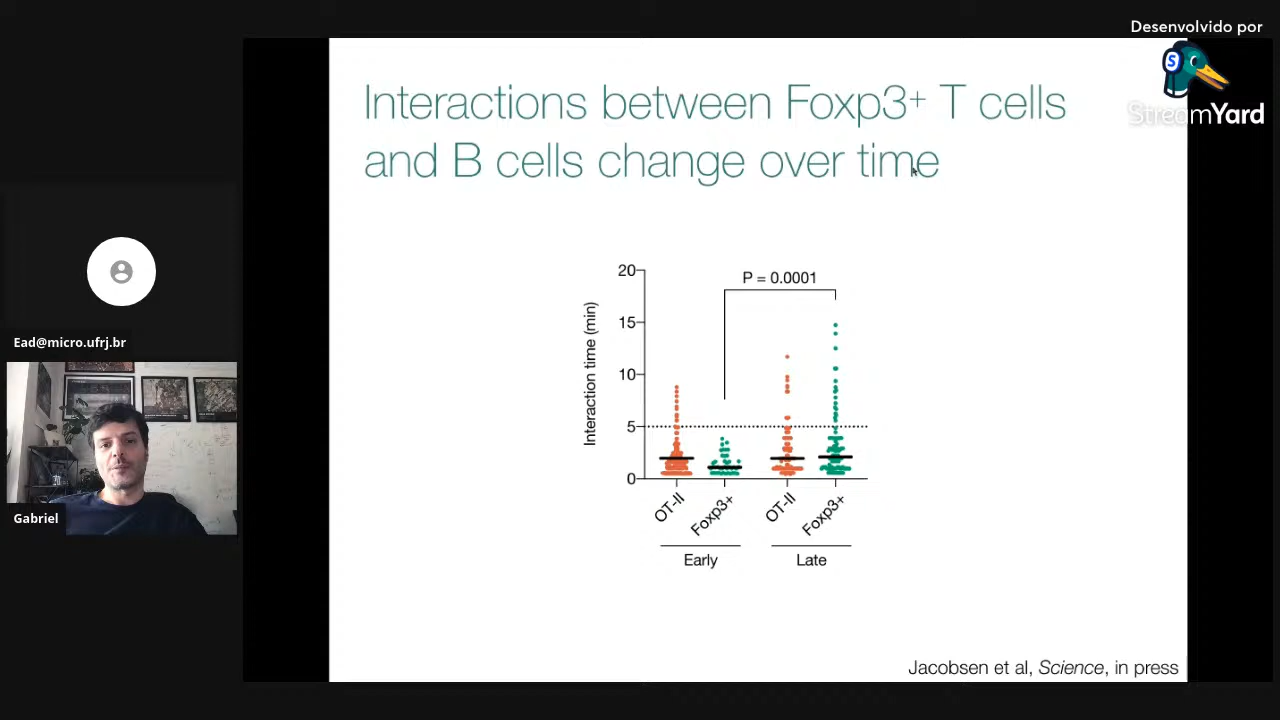 Desenvolvido por
StreamYard
Interactions between Foxp3⁺ T cells
and B cells change over time
20
P = 0.0001
15
10
5
0
Interaction time (min)
OT-II
Foxp3+
OT-II
Foxp3+
Early
Late
Jacobsen et al, Science, in press
Ead@micro.ufrj.br
Gabriel